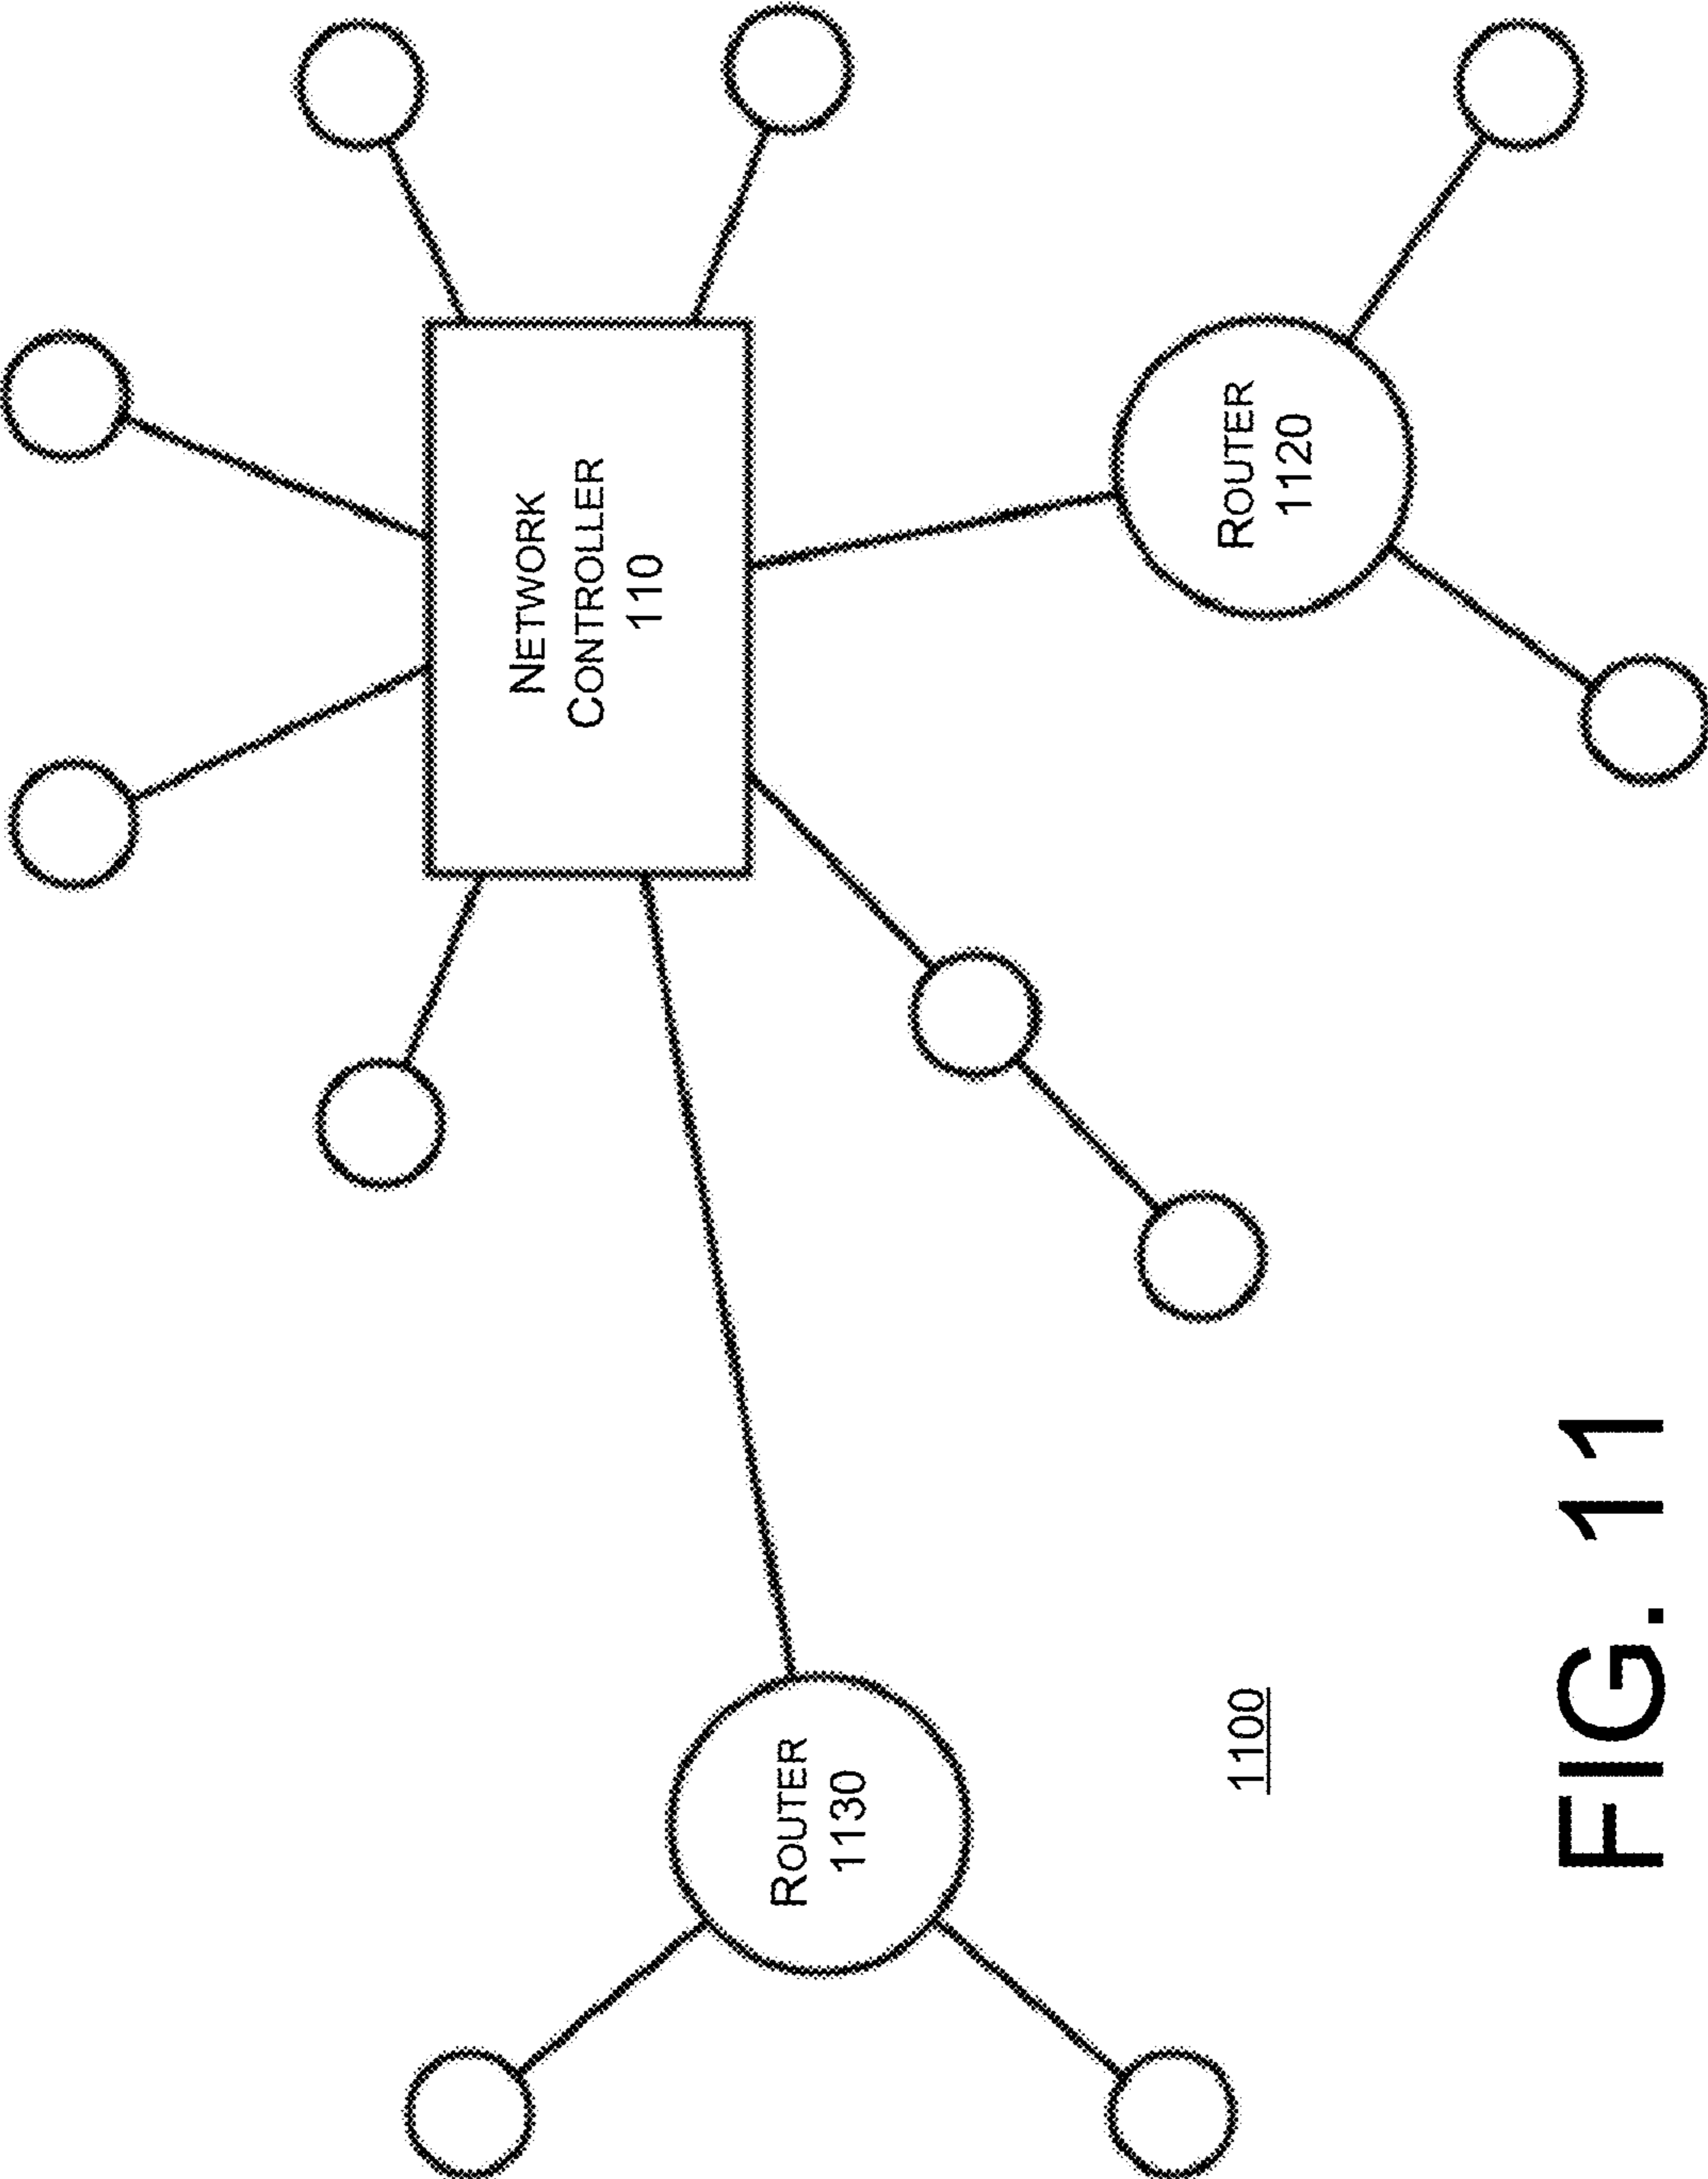 NETWORK
CONTROLLER
110
ROUTER
1130
ROUTER
1120
1100
FIG. 11